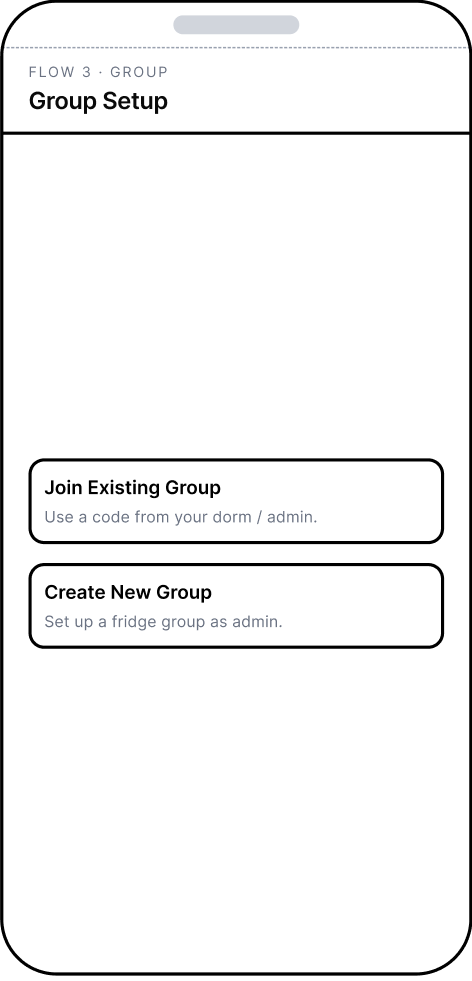 FLOW 3 · GROUP
Group Setup
Join Existing Group
Use a code from your dorm / admin.
Create New Group
Set up a fridge group as admin.